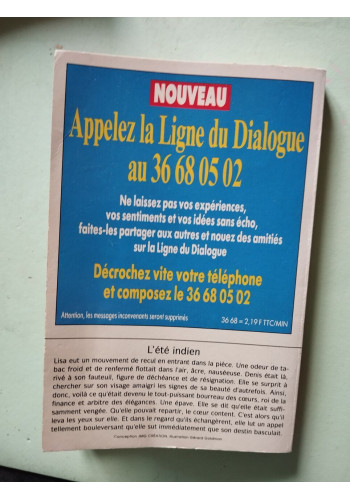 NOUVEAU
Appelez la Ligne du Dialogue
au 36 68 05 02
Ne laissez pas vos expériences,
vos sentiments et vos idées sans écho,
faites-les partager aux autres et nouez des amitiés
sur la Ligne du Dialogue
Décrochez vite votre téléphone
et composez le 36 68 05 02
Attention, les messages inconvenants seront supprimés
36 68 = 2,19 F TTC/MIN
L'été indien
Lisa eut un mouvement de recul en entrant dans la pièce. Une odeur de ta-
bac froid et de renfermé flottait dans l'air, âcre, nauséeuse. Denis était là,
rivé à son fauteuil, figure de déchéance et de résignation. Elle se surprit à
chercher sur son visage amaigri les signes de sa beauté d'autrefois. Ainsi,
donc, voilà ce qu'était devenu le tout-puissant bourreau des cœurs, roi de la
finance et arbitre des élégances. Une épave. Elle se dit qu'elle était suffi-
samment vengée. Qu'elle pouvait repartir, le cœur content. C'est alors qu'il
leva les yeux sur elle. Et dans le regard qu'ils échangèrent, elle lut un appel
tellement bouleversant qu'elle sut immédiatement que son destin basculait.